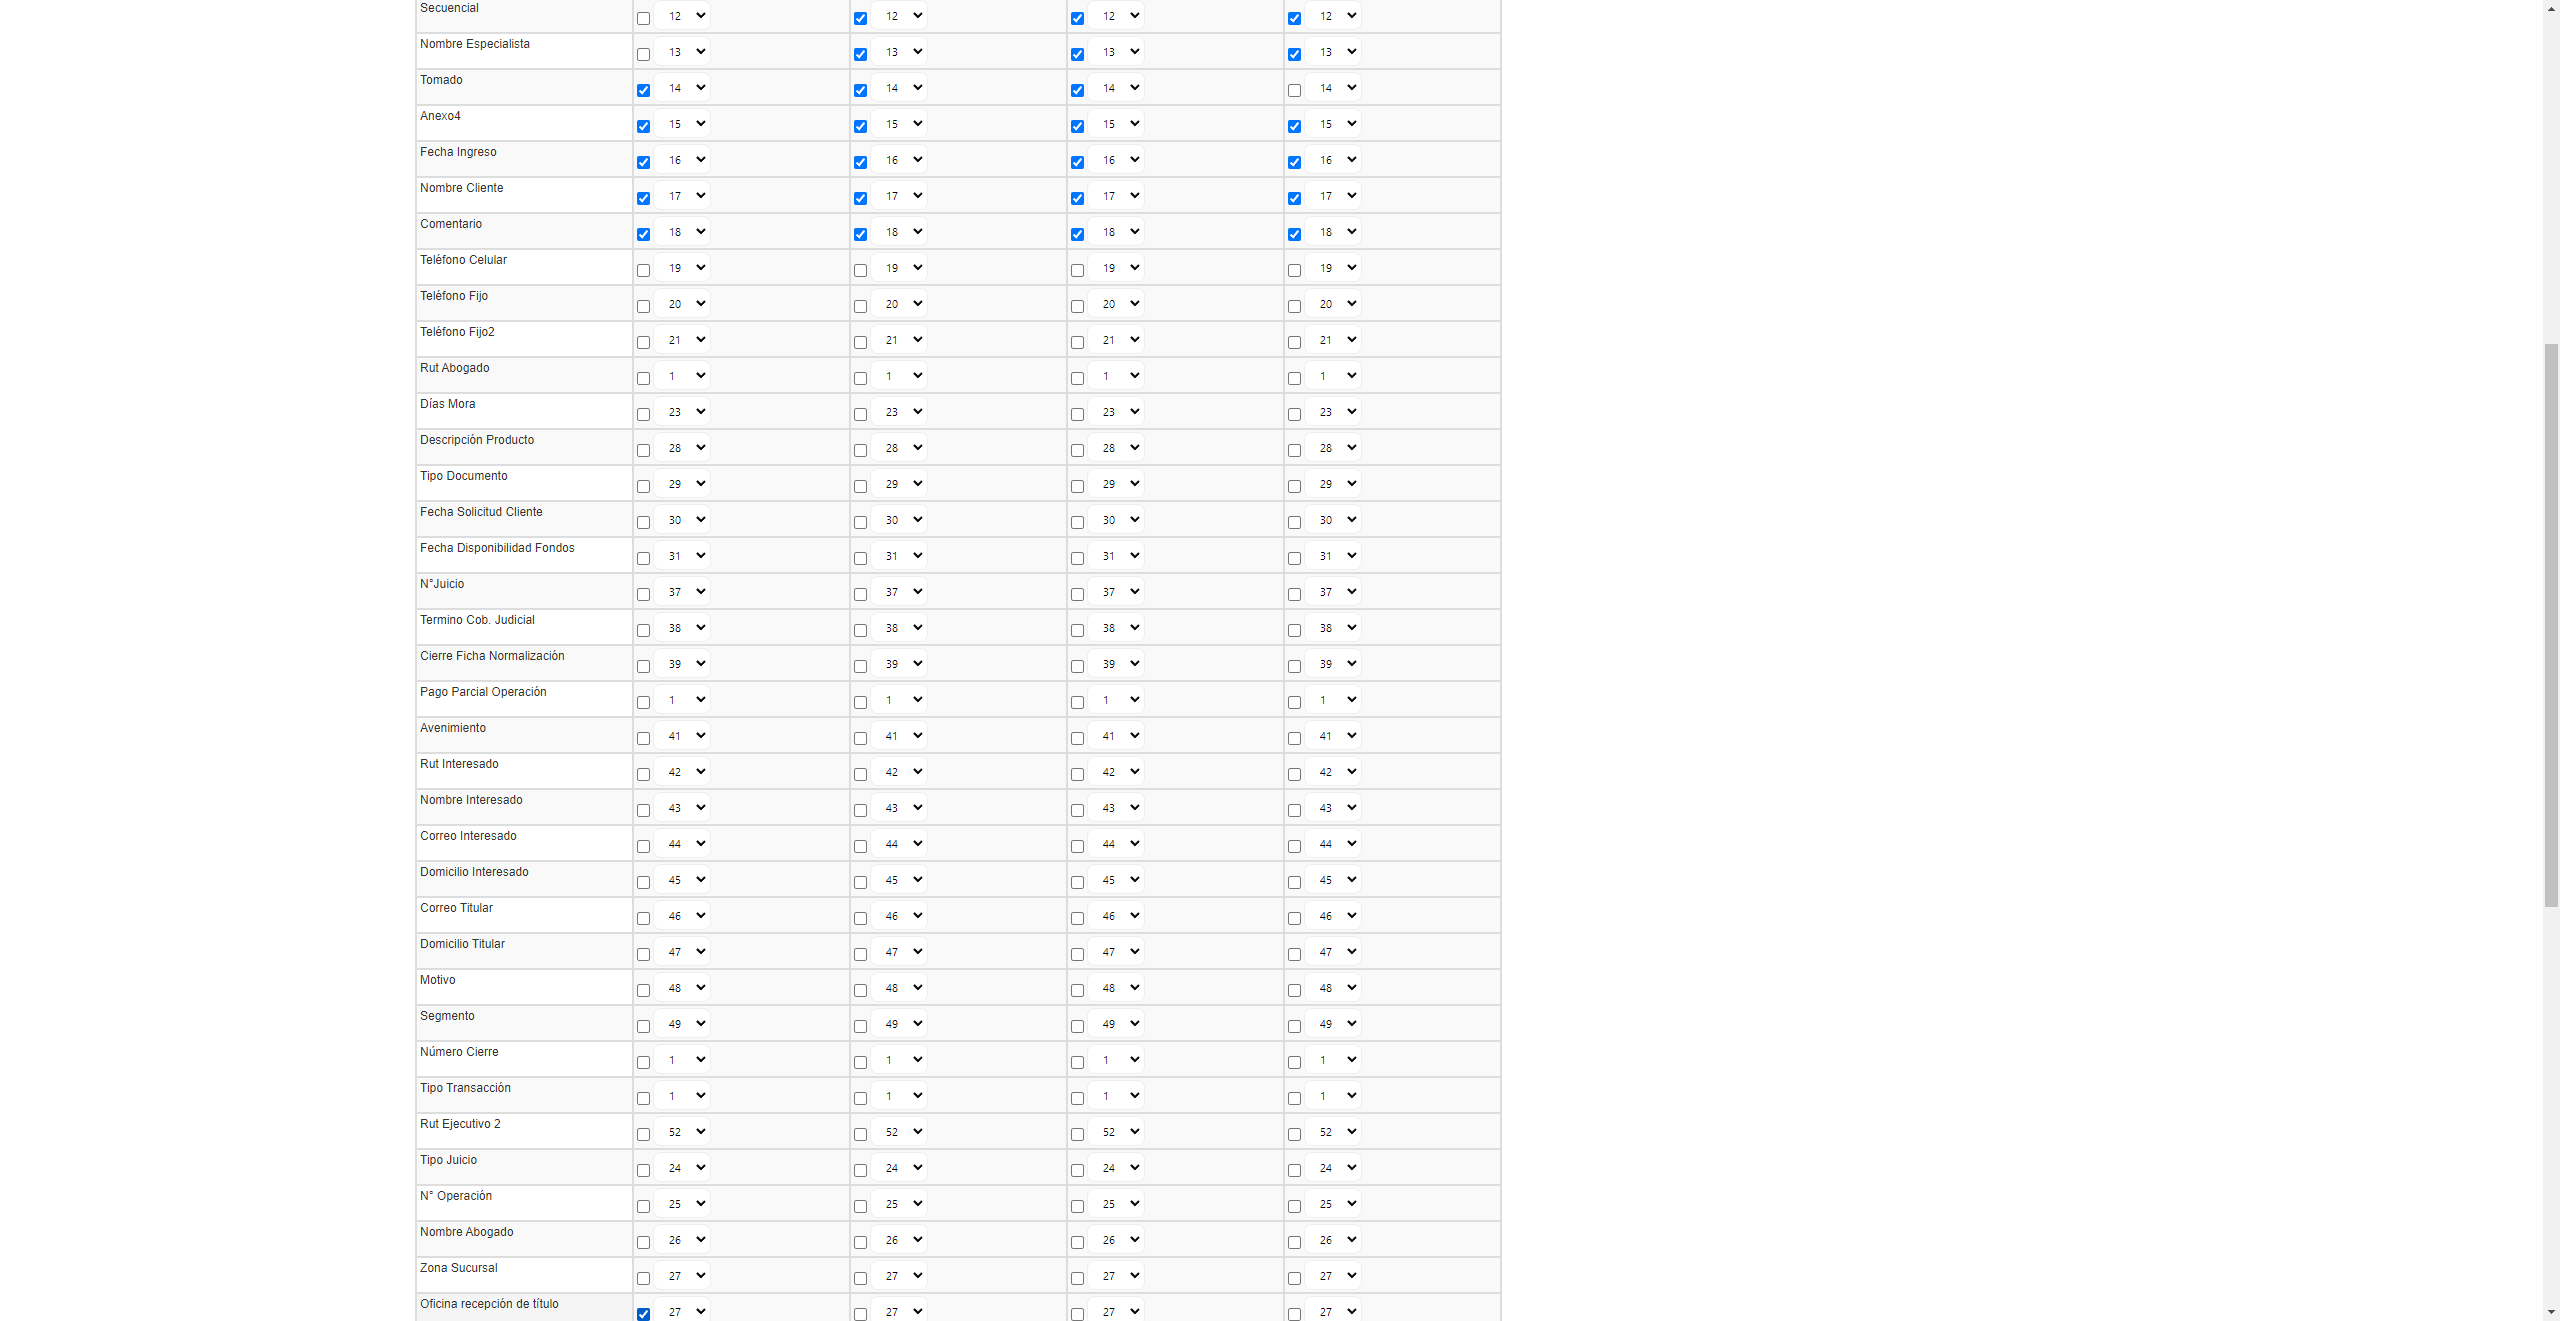 Secuencial 12 12 12 12
Nombre Especialista 13 13 13 13
Tomado 14 14 14 14
Anexo4 15 15 15 15
Fecha Ingreso 16 16 16 16
Nombre Cliente 17 17 17 17
Comentario 18 18 18 18
Teléfono Celular 19 19 19 19
Teléfono Fijo 20 20 20 20
Teléfono Fijo2 21 21 21 21
Rut Abogado 1 1 1 1
Días Mora 23 23 23 23
Descripción Producto 28 28 28 28
Tipo Documento 29 29 29 29
Fecha Solicitud Cliente 30 30 30 30
Fecha Disponibilidad Fondos 31 31 31 31
N°Juicio 37 37 37 37
Termino Cob. Judicial 38 38 38 38
Cierre Ficha Normalización 39 39 39 39
Pago Parcial Operación 1 1 1 1
Avenimiento 41 41 41 41
Rut Interesado 42 42 42 42
Nombre Interesado 43 43 43 43
Correo Interesado 44 44 44 44
Domicilio Interesado 45 45 45 45
Correo Titular 46 46 46 46
Domicilio Titular 47 47 47 47
Motivo 48 48 48 48
Segmento 49 49 49 49
Número Cierre 1 1 1 1
Tipo Transacción 1 1 1 1
Rut Ejecutivo 2 52 52 52 52
Tipo Juicio 24 24 24 24
N° Operación 25 25 25 25
Nombre Abogado 26 26 26 26
Zona Sucursal 27 27 27 27
Oficina recepción de título 27 27 27 27